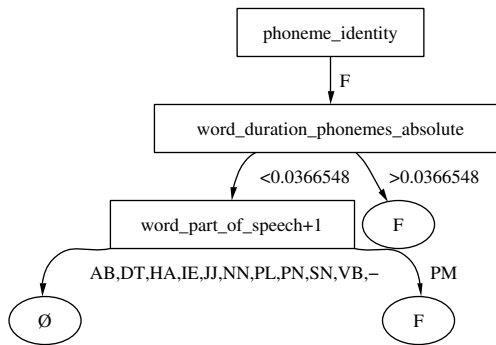 phoneme_identity
F
word_duration_phonemes_absolute
<0.0366548 >0.0366548
word_part_of_speech+1 F
AB,DT,HA,IE,JJ,NN,PL,PN,SN,VB,− PM
Ø F